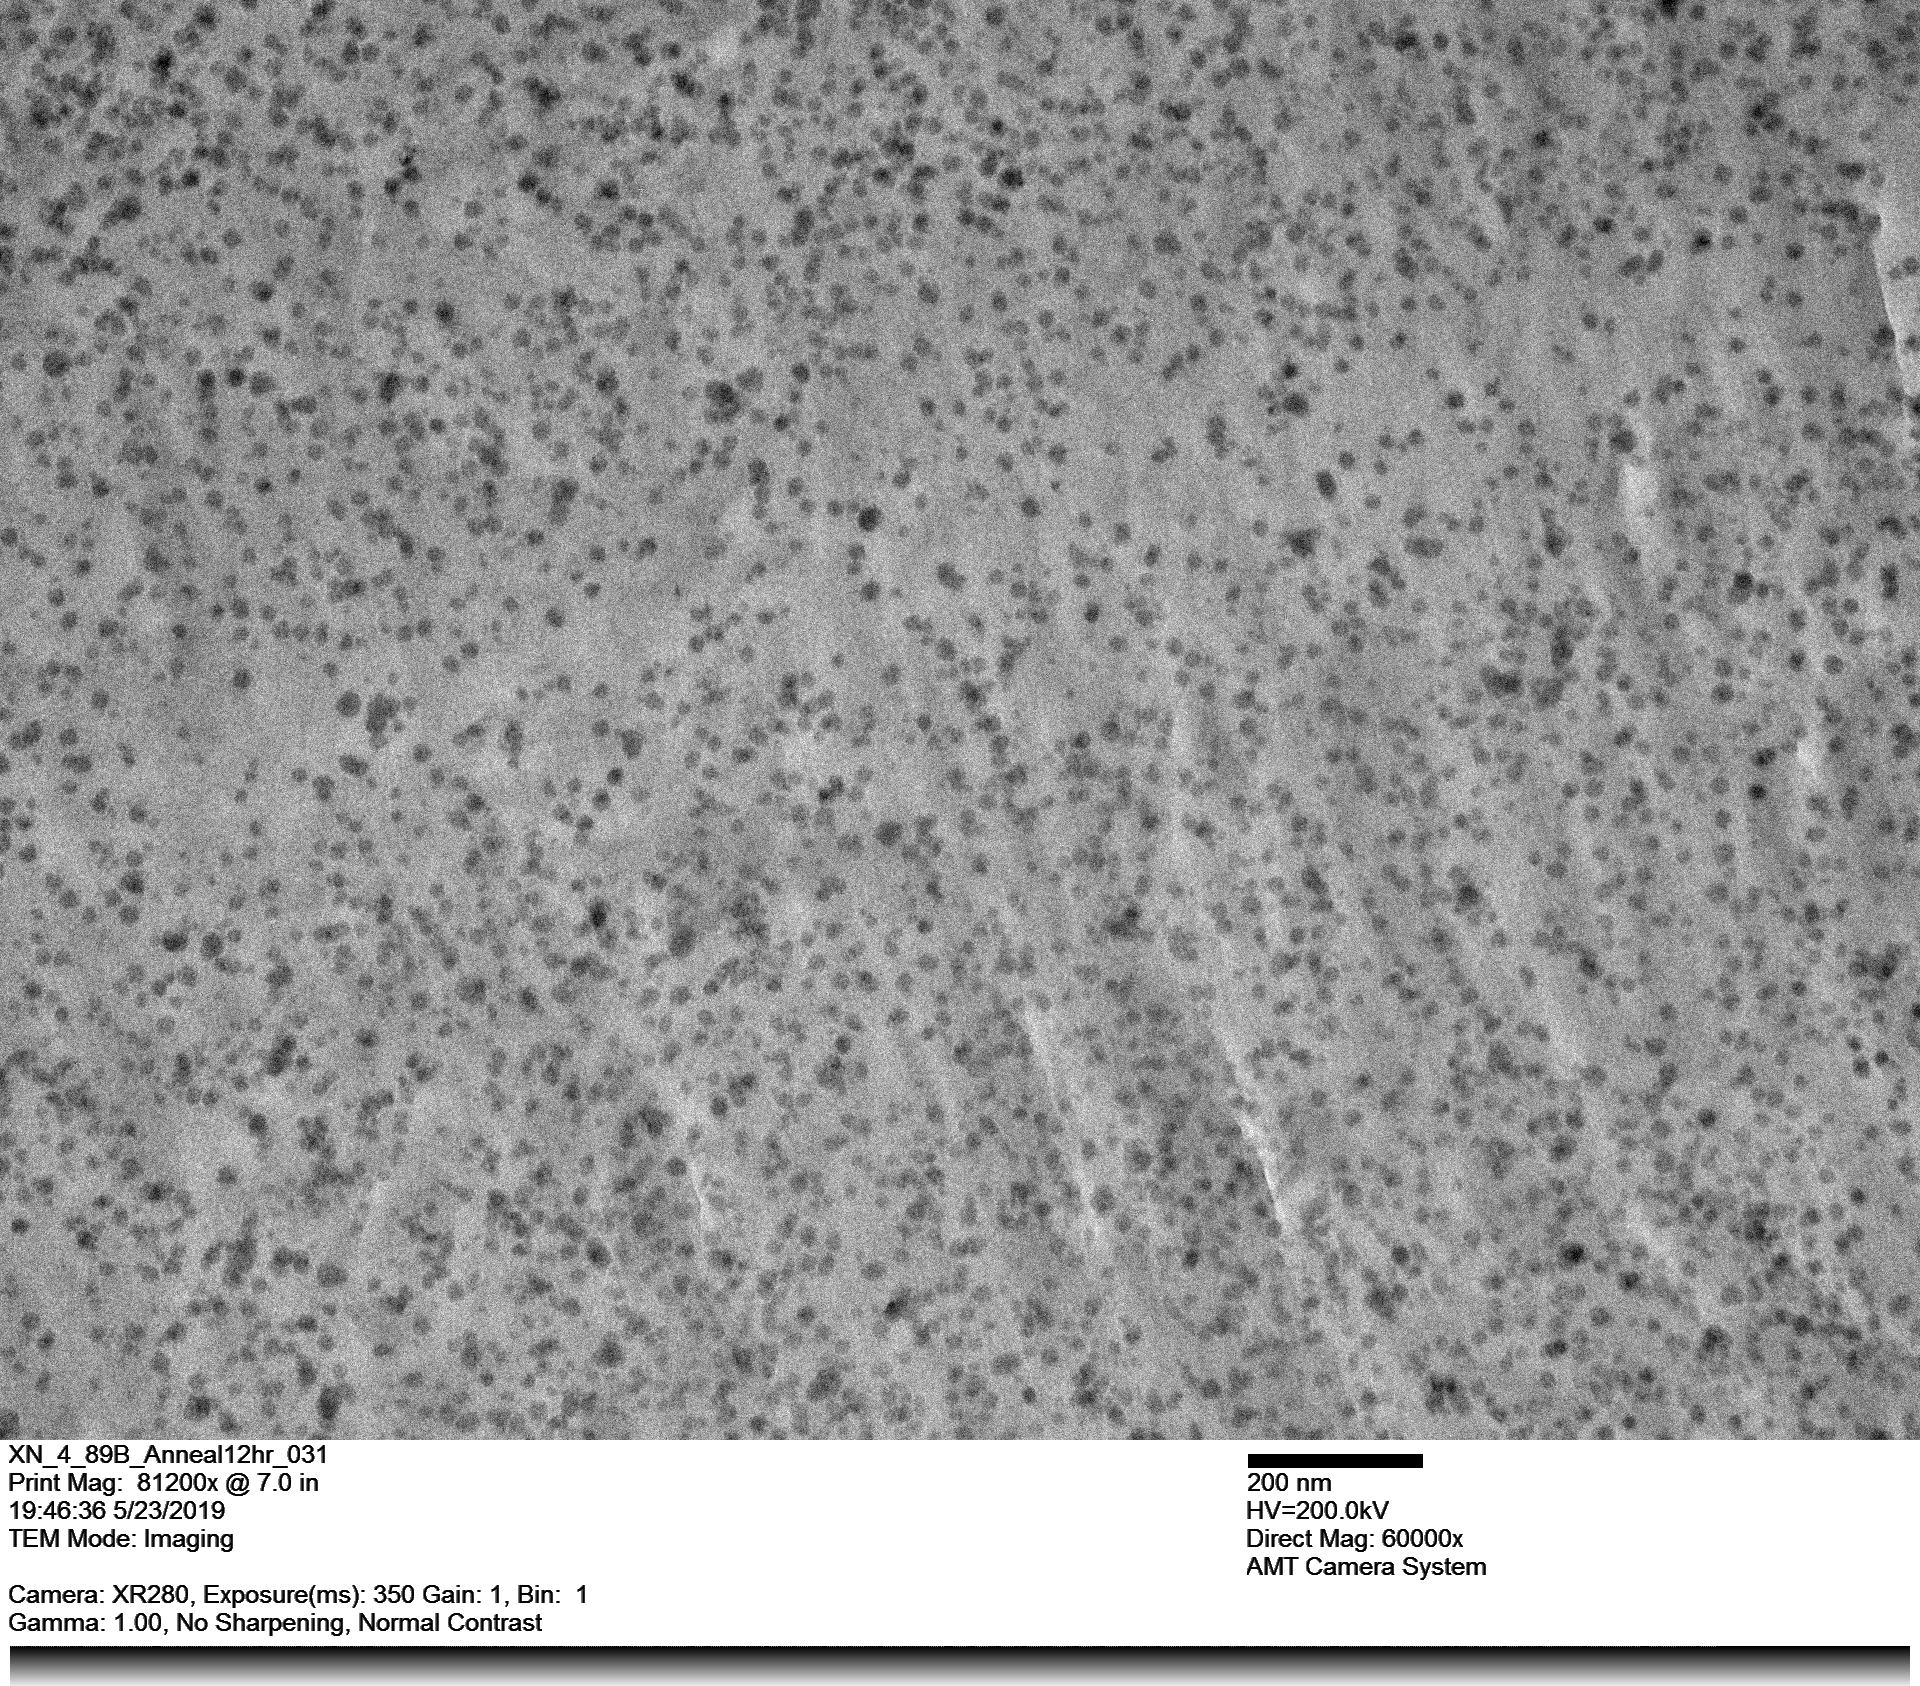 XN_4_89B_Anneal12hr_031
Print Mag:  81200x @ 7.0 in
19:46:36 5/23/2019
TEM Mode: Imaging
Camera: XR280, Exposure(ms): 350 Gain: 1, Bin:  1
Gamma: 1.00, No Sharpening, Normal Contrast
200 nm
HV=200.0kV
Direct Mag: 60000x
AMT Camera System